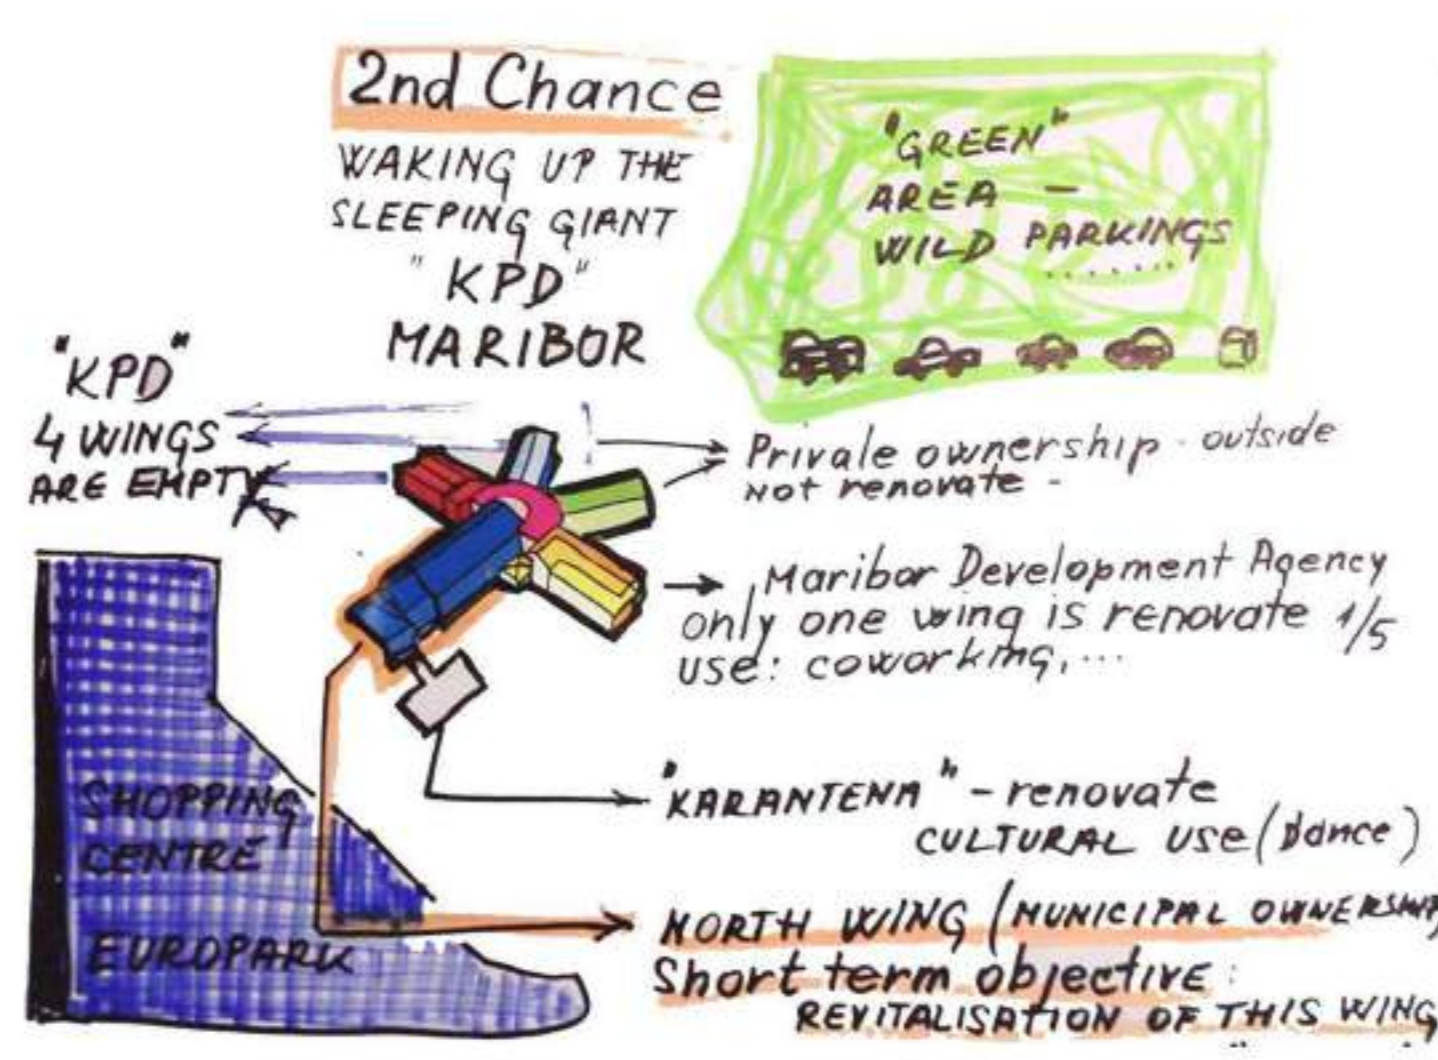 2nd Chance
WAKING UP THE
SLEEPING GIANT
"KPD"
MARIBOR
"GREEN"
AREA -
WILD PARKINGS
.......
"KPD"
4 WINGS
ARE EMPTY
Privale ownership - outside
NOT renovate -
Maribor Development Agency
only one wing is renovate 1/5
use: coworking,...
"KARANTENA" - renovate
CULTURAL USE (Dance)
SHOPPING
CENTRE
EUROPARK
NORTH WING (MUNICIPAL OWNERSHIP)
Short term objective:
REVITALISATION OF THIS WING